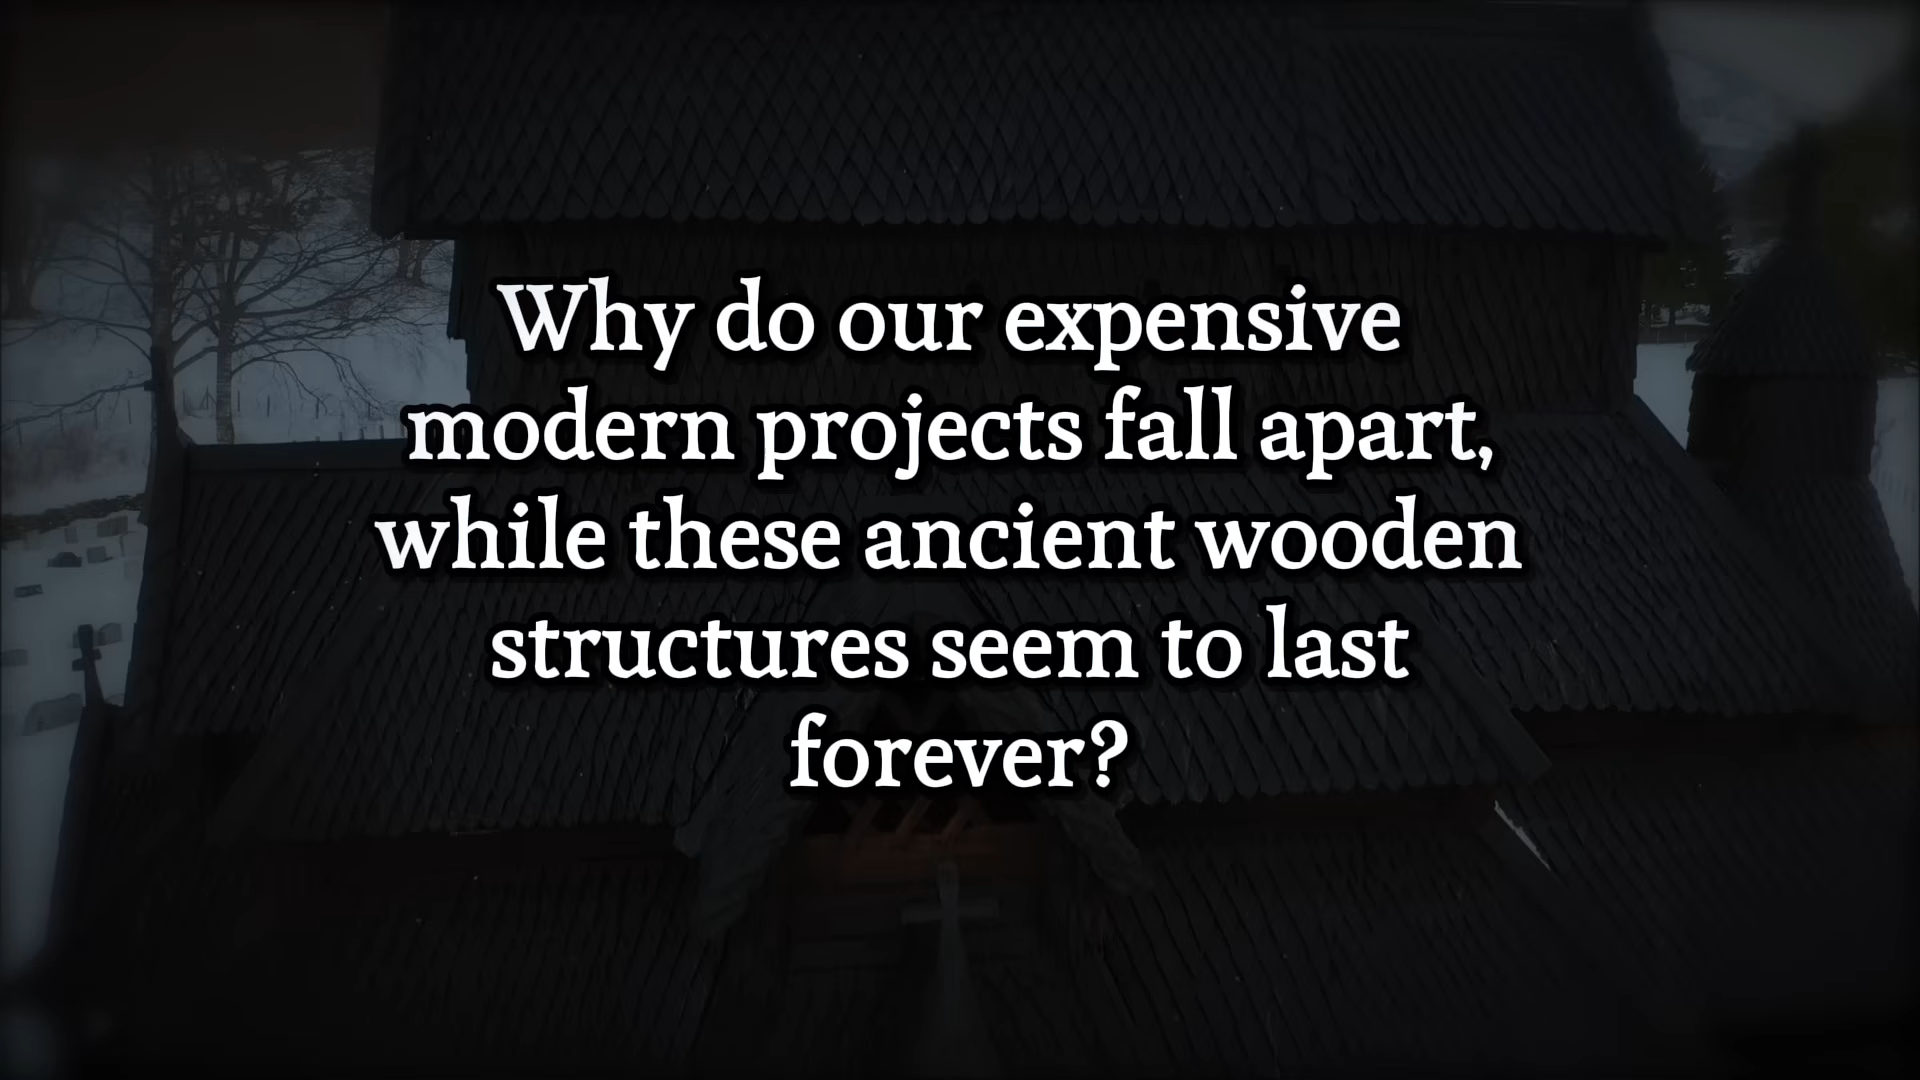 Why do our expensive
modern projects fall apart,
while these ancient wooden
structures seem to last
forever?